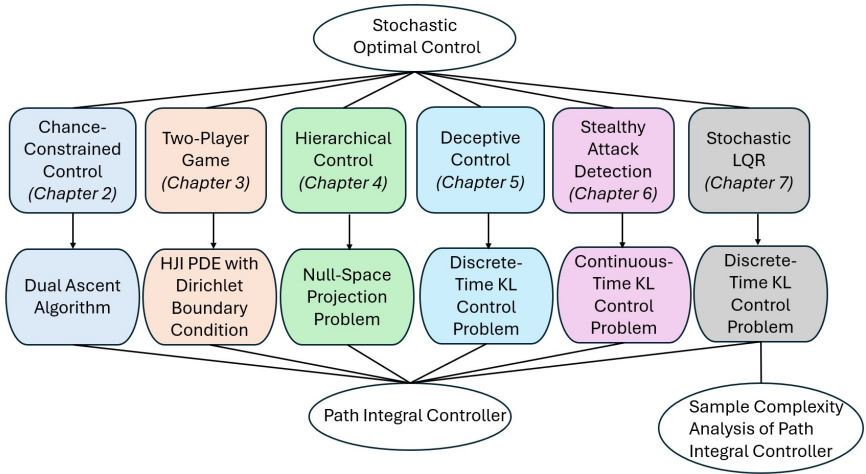 Stochastic
Optimal Control
Chance-
Constrained
Control
(Chapter 2)
Two-Player
Game
(Chapter 3)
Hierarchical
Control
(Chapter 4)
Deceptive
Control
(Chapter 5)
Stealthy
Attack
Detection
(Chapter 6)
Stochastic
LQR
(Chapter 7)
Dual Ascent
Algorithm
HJI PDE with
Dirichlet
Boundary
Condition
Null-Space
Projection
Problem
Discrete-
Time KL
Control
Problem
Continuous-
Time KL
Control
Problem
Discrete-
Time KL
Control
Problem
Path Integral Controller
Sample Complexity
Analysis of Path
Integral Controller